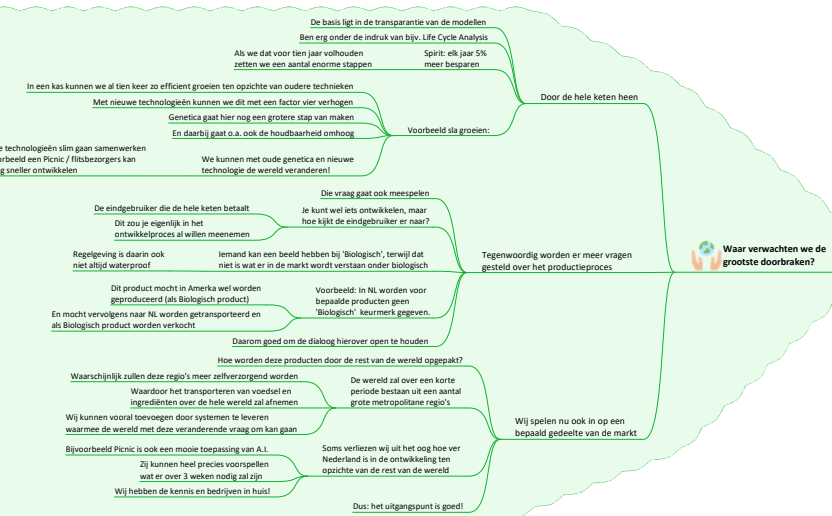 Waar verwachten we de
grootste doorbraken?
Door de hele keten heen
De basis ligt in de transparantie van de modellen
Ben erg onder de indruk van bijv. Life Cycle Analysis
Spirit: elk jaar 5%
meer besparen
Als we dat voor tien jaar volhouden
zetten we een aantal enorme stappen
Voorbeeld sla groeien:
In een kas kunnen we al tien keer zo efficient groeien ten opzichte van oudere technieken
Met nieuwe technologieën kunnen we dit met een factor vier verhogen
Genetica gaat hier nog een grotere stap van maken
En daarbij gaat o.a. ook de houdbaarheid omhoog
We kunnen met oude genetica en nieuwe
technologie de wereld veranderen!
e technologieën slim gaan samenwerken
orbeeld een Picnic / flitsbezorgers kan
g sneller ontwikkelen
Tegenwoordig worden er meer vragen
gesteld over het productieproces
Die vraag gaat ook meespelen
Je kunt wel iets ontwikkelen, maar
hoe kijkt de eindgebruiker er naar?
De eindgebruiker die de hele keten betaalt
Dit zou je eigenlijk in het
ontwikkelproces al willen meenemen
Iemand kan een beeld hebben bij 'Biologisch', terwijl dat
niet is wat er in de markt wordt verstaan onder biologisch
Regelgeving is daarin ook
niet altijd waterproof
Voorbeeld: In NL worden voor
bepaalde producten geen
'Biologisch' keurmerk gegeven.
Dit product mocht in Amerka wel worden
geproduceerd (als Biologisch product)
En mocht vervolgens naar NL worden getransporteerd en
als Biologisch product worden verkocht
Daarom goed om de dialoog hierover open te houden
Wij spelen nu ook in op een
bepaald gedeelte van de markt
Hoe worden deze producten door de rest van de wereld opgepakt?
De wereld zal over een korte
periode bestaan uit een aantal
grote metropolitane regio's
Waarschijnlijk zullen deze regio's meer zelfverzorgend worden
Waardoor het transporteren van voedsel en
ingrediënten over de hele wereld zal afnemen
Wij kunnen vooral toevoegen door systemen te leveren
waarmee de wereld met deze veranderende vraag om kan gaan
Soms verliezen wij uit het oog hoe ver
Nederland is in de ontwikkeling ten
opzichte van de rest van de wereld
Bijvoorbeeld Picnic is ook een mooie toepassing van A.I.
Zij kunnen heel precies voorspellen
wat er over 3 weken nodig zal zijn
Wij hebben de kennis en bedrijven in huis!
Dus: het uitgangspunt is goed!